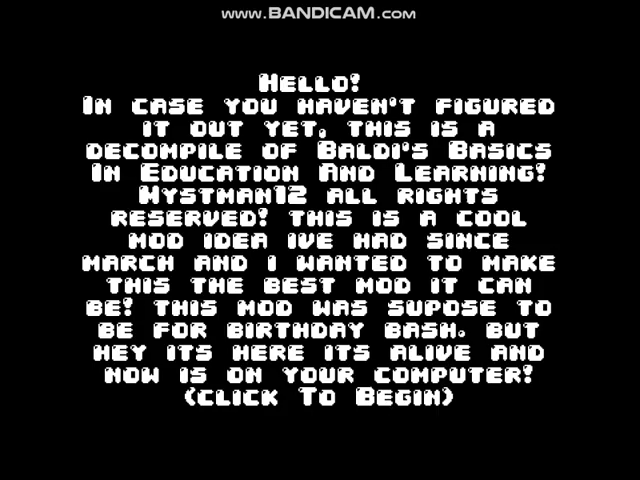 www.BANDICAM.com
Hello!
In case you haven't figured
it out yet, this is a
decompile of Baldi's Basics
In Education And Learning!
Mystman12 all rights
reserved! this is a cool
mod idea ive had since
march and i wanted to make
this the best mod it can
be! this mod was supose to
be for birthday bash. but
hey its here its alive and
now is on your computer!
(click To Begin)